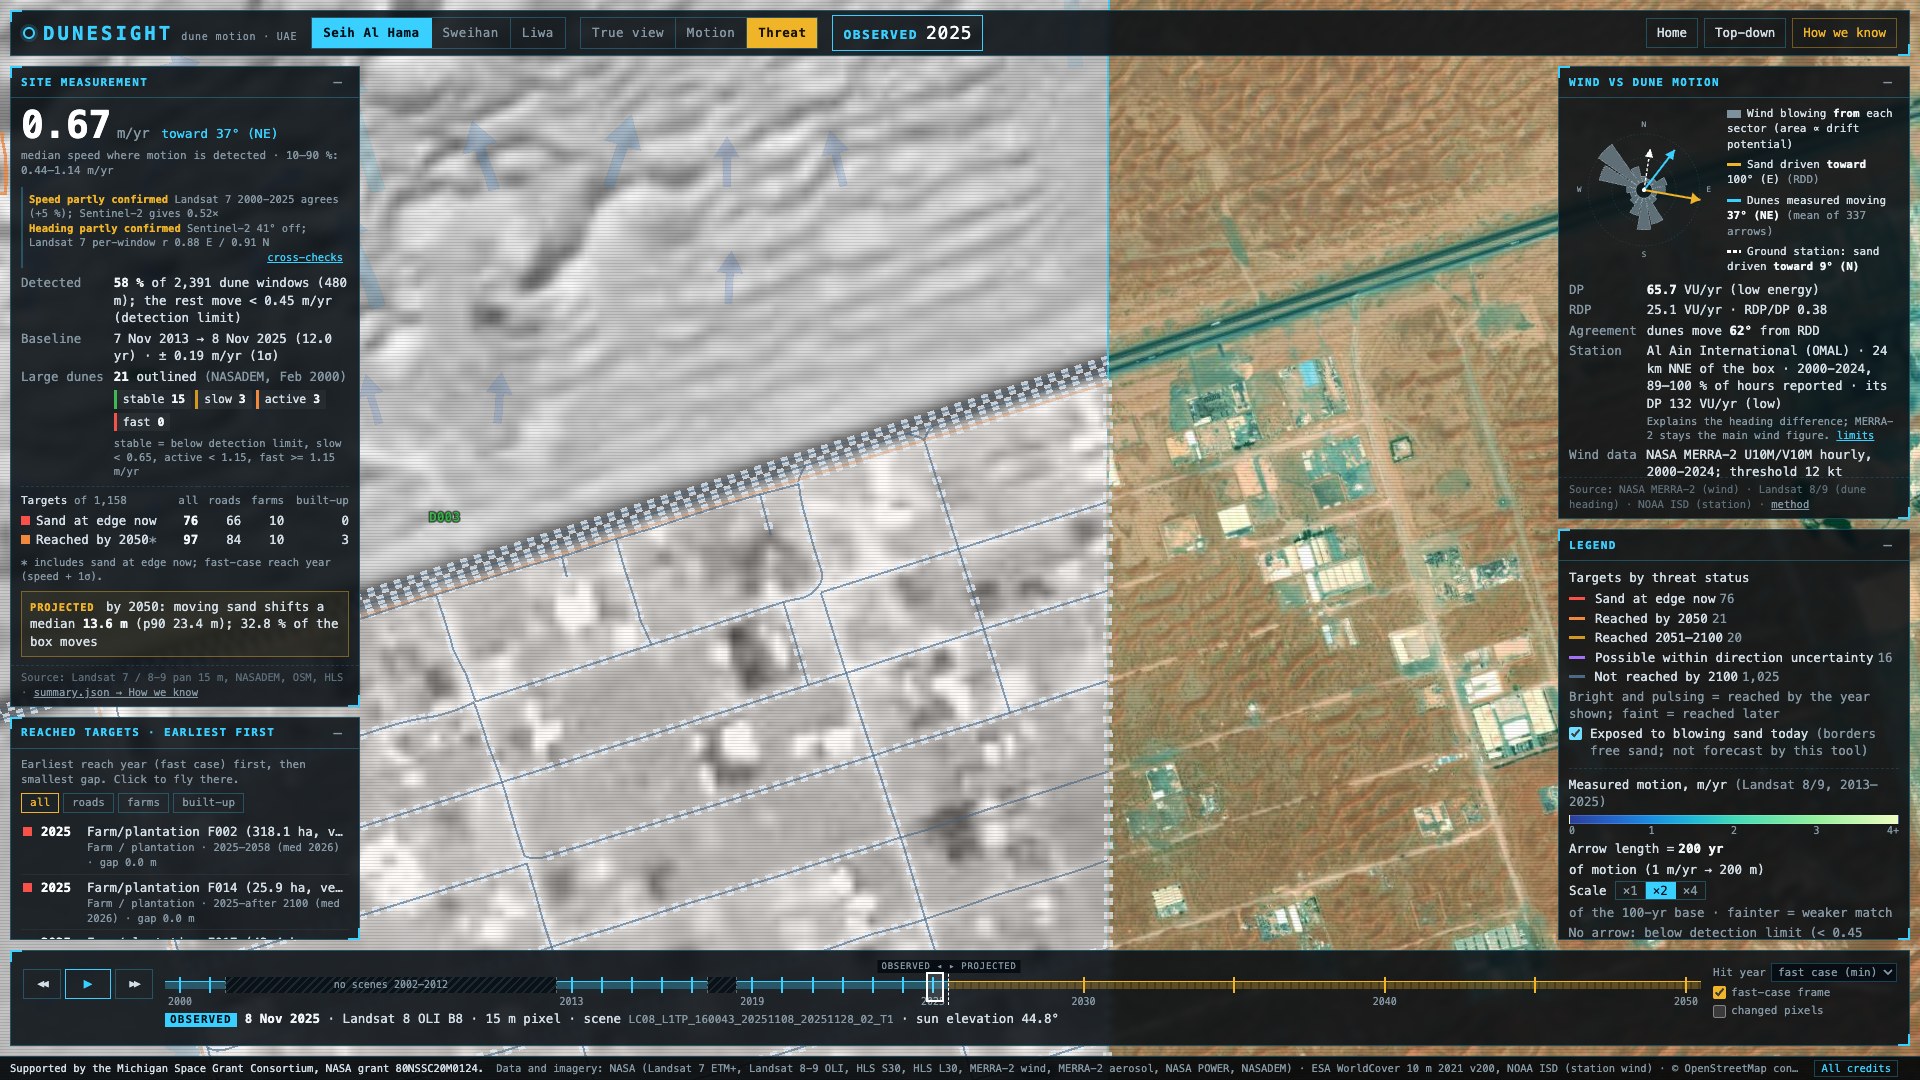 DUNESIGHT dune motion · UAE
Seih Al Hama Sweihan Liwa
True view Motion Threat
OBSERVED 2025
Home Top-down How we know
SITE MEASUREMENT —
0.67 m/yr toward 37° (NE)
median speed where motion is detected · 10–90 %:
0.44–1.14 m/yr
Speed partly confirmed Landsat 7 2000–2025 agrees
(+5 %); Sentinel-2 gives 0.52×
Heading partly confirmed Sentinel-2 41° off;
Landsat 7 per-window r 0.88 E / 0.91 N
cross-checks
Detected 58 % of 2,391 dune windows (480
m); the rest move < 0.45 m/yr
(detection limit)
Baseline 7 Nov 2013 → 8 Nov 2025 (12.0
yr) · ± 0.19 m/yr (1σ)
Large dunes 21 outlined (NASADEM, Feb 2000)
stable 15 slow 3 active 3
fast 0
stable = below detection limit, slow
< 0.65, active < 1.15, fast >= 1.15
m/yr
Targets of 1,158 all roads farms built-up
Sand at edge now 76 66 10 0
Reached by 2050* 97 84 10 3
* includes sand at edge now; fast-case reach year
(speed + 1σ).
PROJECTED by 2050: moving sand shifts a
median 13.6 m (p90 23.4 m); 32.8 % of the
box moves
Source: Landsat 7 / 8–9 pan 15 m, NASADEM, OSM, HLS
· summary.json → How we know
REACHED TARGETS · EARLIEST FIRST —
Earliest reach year (fast case) first, then
smallest gap. Click to fly there.
all roads farms built-up
2025 Farm/plantation F002 (318.1 ha, v…
Farm / plantation · 2025–2058 (med 2026)
· gap 0.0 m
2025 Farm/plantation F014 (25.9 ha, ve…
Farm / plantation · 2025–after 2100 (med
2026) · gap 0.0 m
D003
WIND VS DUNE MOTION —
N
W E
S
Wind blowing from each
sector (area ∝ drift
potential)
Sand driven toward
100° (E) (RDD)
Dunes measured moving
37° (NE) (mean of 337
arrows)
Ground station: sand
driven toward 9° (N)
DP 65.7 VU/yr (low energy)
RDP 25.1 VU/yr · RDP/DP 0.38
Agreement dunes move 62° from RDD
Station Al Ain International (OMAL) · 24
km NNE of the box · 2000–2024,
89–100 % of hours reported · its
DP 132 VU/yr (low)
Explains the heading difference; MERRA-
2 stays the main wind figure. limits
Wind data NASA MERRA-2 U10M/V10M hourly,
2000–2024; threshold 12 kt
Source: NASA MERRA-2 (wind) · Landsat 8/9 (dune
heading) · NOAA ISD (station) · method
LEGEND —
Targets by threat status
Sand at edge now 76
Reached by 2050 21
Reached 2051–2100 20
Possible within direction uncertainty 16
Not reached by 2100 1,025
Bright and pulsing = reached by the year
shown; faint = reached later
Exposed to blowing sand today (borders
free sand; not forecast by this tool)
Measured motion, m/yr (Landsat 8/9, 2013–
2025)
0 1 2 3 4+
Arrow length = 200 yr
of motion (1 m/yr → 200 m)
Scale ×1 ×2 ×4
of the 100-yr base · fainter = weaker match
No arrow: below detection limit (< 0.45
OBSERVED ◂ ▸ PROJECTED
no scenes 2002–2012
2000 2013 2019 2025 2030 2040 2050
OBSERVED 8 Nov 2025 · Landsat 8 OLI B8 · 15 m pixel · scene LC08_L1TP_160043_20251108_20251128_02_T1 · sun elevation 44.8°
Hit year fast case (min)
fast-case frame
changed pixels
Supported by the Michigan Space Grant Consortium, NASA grant 80NSSC20M0124. Data and imagery: NASA (Landsat 7 ETM+, Landsat 8–9 OLI, HLS S30, HLS L30, MERRA-2 wind, MERRA-2 aerosol, NASA POWER, NASADEM) · ESA WorldCover 10 m 2021 v200, NOAA ISD (station wind) · © OpenStreetMap con… All credits